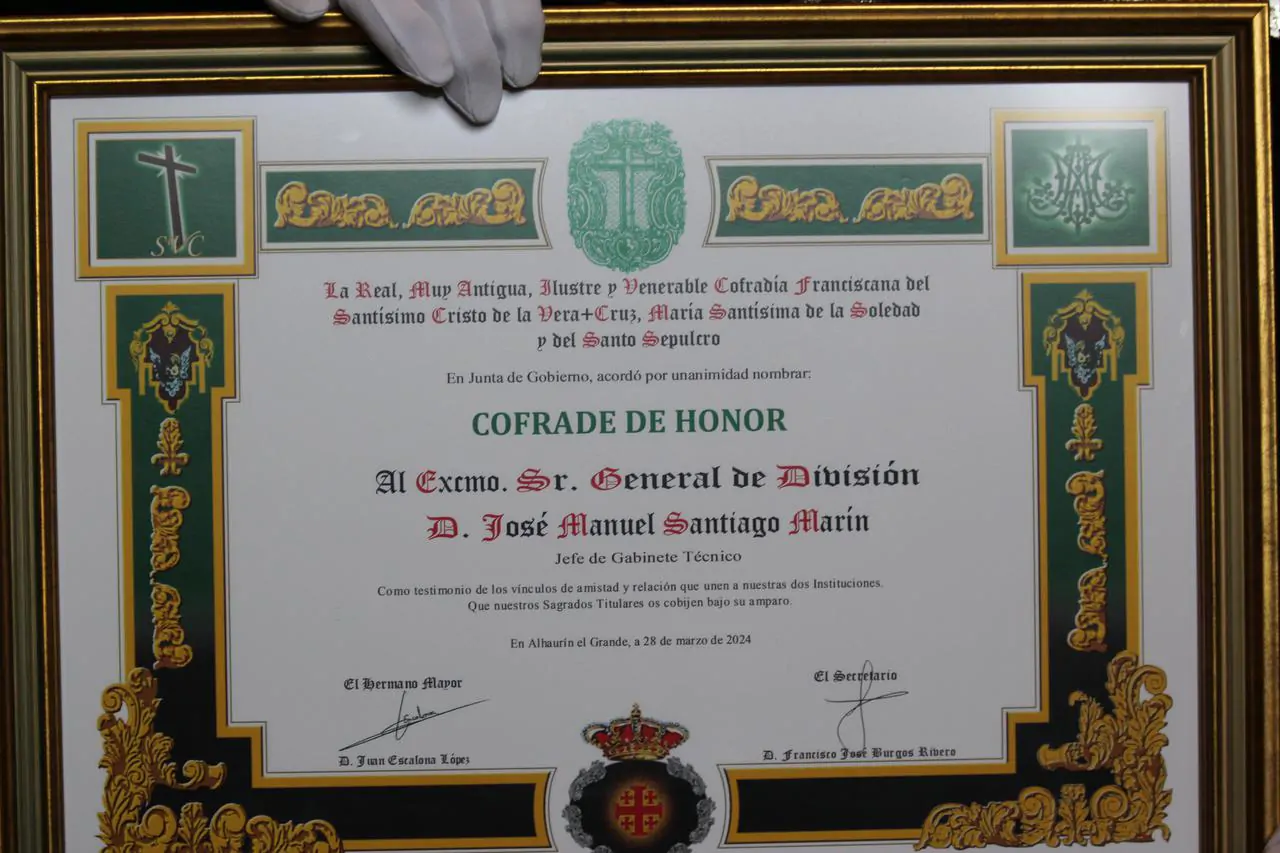 SVC
La Real, Muy Antigua, Ilustre y Venerable Cofradía Franciscana del
Santísimo Cristo de la Vera+Cruz, María Santísima de la Soledad
y del Santo Sepulcro
En Junta de Gobierno, acordó por unanimidad nombrar:
COFRADE DE HONOR
Al Excmo. Sr. General de División
D. José Manuel Santiago Marín
Jefe de Gabinete Técnico
Como testimonio de los vínculos de amistad y relación que unen a nuestras dos Instituciones.
Que nuestros Sagrados Titulares os cobijen bajo su amparo.
En Alhaurín el Grande, a 28 de marzo de 2024
El Hermano Mayor
El Secretario
Escalona
D. Juan Escalona López
D. Francisco José Burgos Rivero